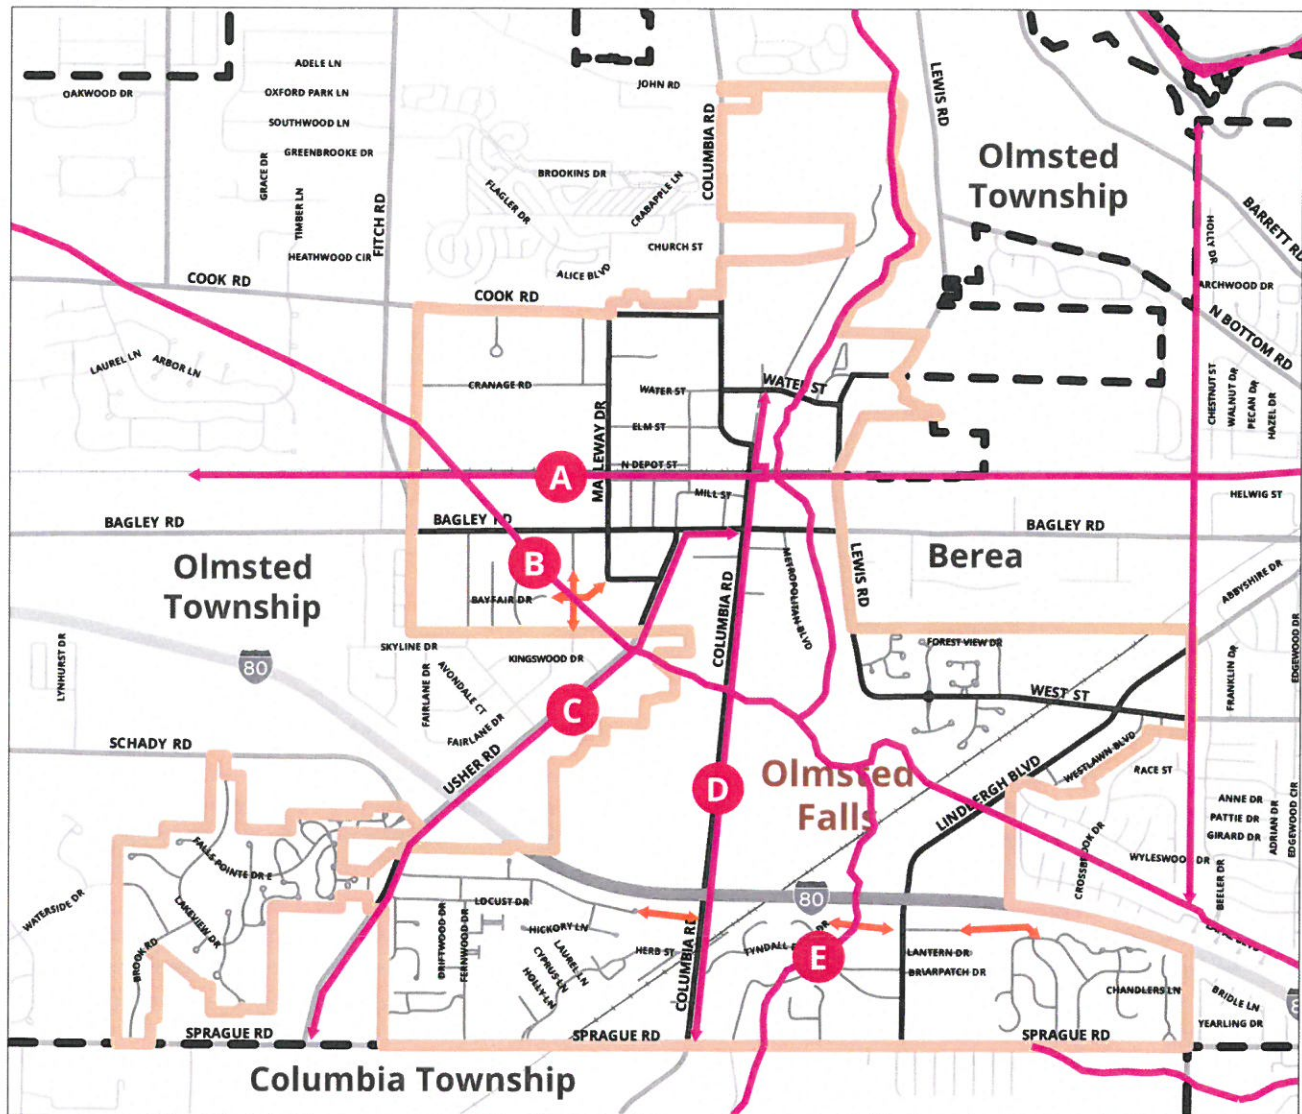 ADELE LN
OAKWOOD DR
OXFORD PARK LN
JOHN RD
SOUTHWOOD LN
GREENBROOKE DR
GRACE DR
TIMBER LN
FITCH RD
HEATHWOOD CIR
COLUMBIA RD
LEWIS RD
Olmsted
Township
BROOKINS DR
FLAGLER DR
CRABAPPLE LN
CHURCH ST
ALICE BLVD
BARRETT RD
HOLLY DR
ARCHWOOD DR
N BOTTOM RD
COOK RD
COOK RD
LAUREL LN
ARBOR LN
CRANAGE RD
WATER ST
WATER ST
ELM ST
N DEPOT ST
MILL ST
CHESTNUT ST
WALNUT DR
PECAN DR
HAZEL DR
A
HELWIG ST
BAGLEY RD
BAGLEY RD
BAGLEY RD
Olmsted
Township
B
BAYFAIR DR
COLUMBIA RD
METROPOLITAN BLVD
LEWIS RD
Berea
ABBYSHIRE DR
LYNHURST DR
80
SKYLINE DR
KINGSWOOD DR
FAIRLANE DR
AVONDALE CT
FAIRLANE DR
C
FOREST VIEW DR
WEST ST
FRANKLIN DR
EDGEWOOD DR
SCHADY RD
USHER RD
D
Olmsted
Falls
LINDBERGH BLVD
WESTLAWN BLVD
RACE ST
ANNE DR
PATTIE DR
GIRARD DR
ADRIAN DR
EDGEWOOD CIR
FALLS POINTE DR E
LAKEVIEW DR
WATERSIDE DR
BROOK RD
CROSSBROOK DR
WYLESWOOD DR
BEELER DR
80
LOCUST DR
DRIFTWOOD DR
FERNWOOD DR
HICKORY LN
LAUREL LN
CYPRUS LN
HOLLY LN
HERB ST
COLUMBIA RD
TYNDALL
DR
E
LANTERN DR
BRIARPATCH DR
CHANDLERS LN
BRIDLE LN
YEARLING DR
SPRAGUE RD
SPRAGUE RD
SPRAGUE RD
Columbia Township